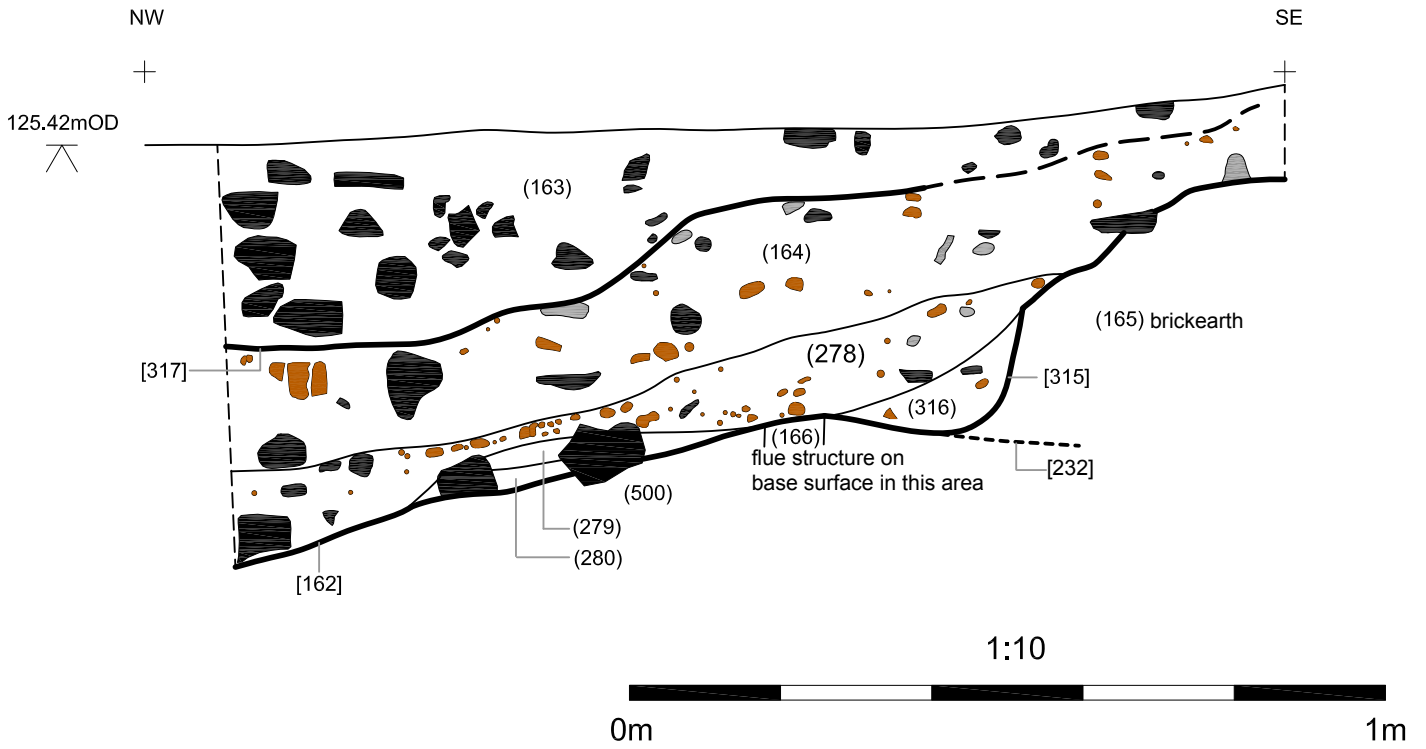 NW
SE
125.42mOD
(163)
(164)
(165) brickearth
[317]
(278)
[315]
(316)
(166)
flue structure on
base surface in this area
[232]
(500)
(279)
(280)
[162]
1:10
0m
1m